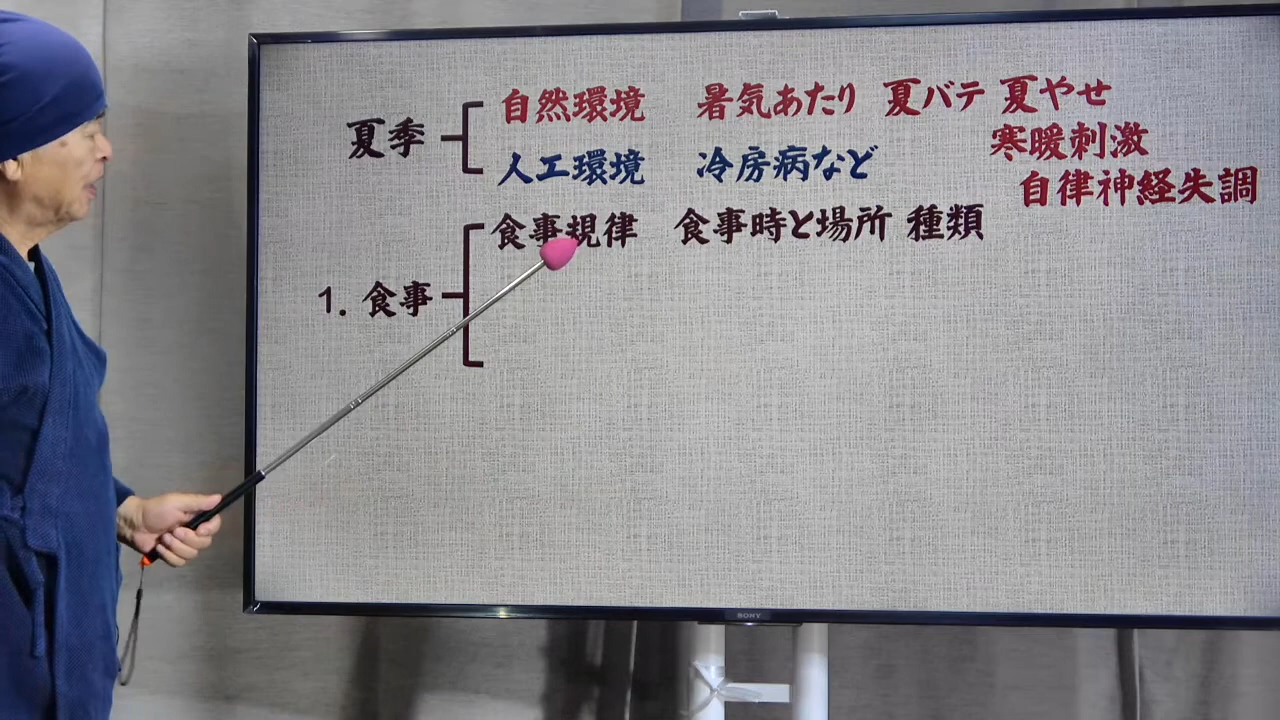 夏季 自然環境 暑気あたり 夏バテ 夏やせ
寒暖刺激
人工環境 冷房病など
自律神経失調
食事規律 食事時と場所 種類
1. 食事
SONY